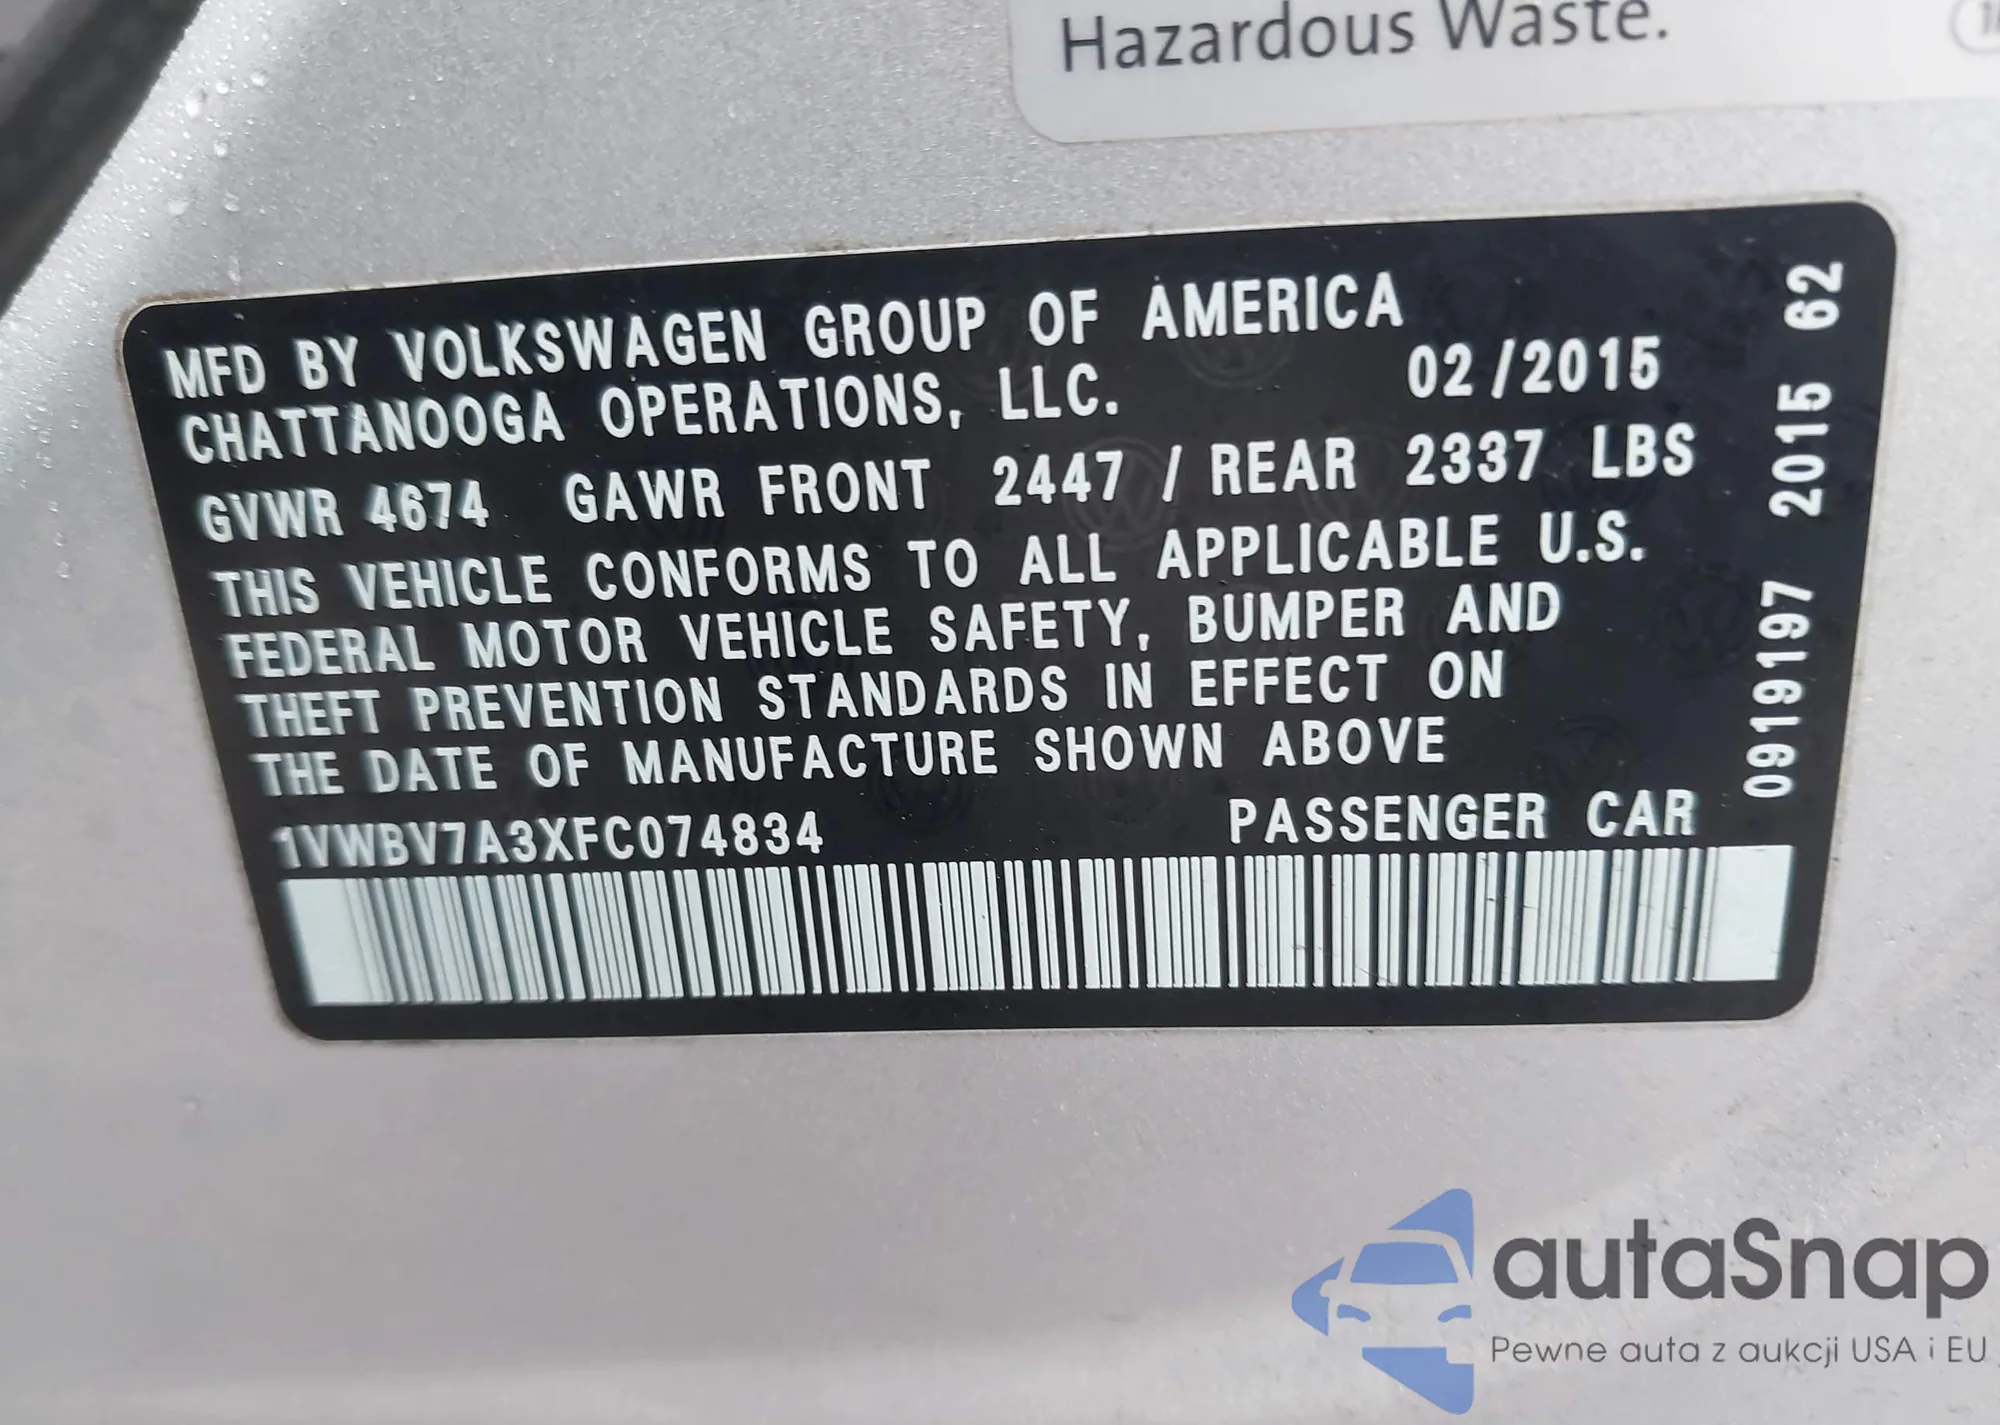 Hazardous Waste.
MFD BY VOLKSWAGEN GROUP OF AMERICA
CHATTANOOGA OPERATIONS, LLC. 02/2015
GVWR 4674 GAWR FRONT 2447 / REAR 2337 LBS
THIS VEHICLE CONFORMS TO ALL APPLICABLE U.S.
FEDERAL MOTOR VEHICLE SAFETY, BUMPER AND
THEFT PREVENTION STANDARDS IN EFFECT ON
THE DATE OF MANUFACTURE SHOWN ABOVE
1VWBV7A3XFC074834 PASSENGER CAR
0919197 2015 62
autaSnap
Pewne auta z aukcji USA i EU